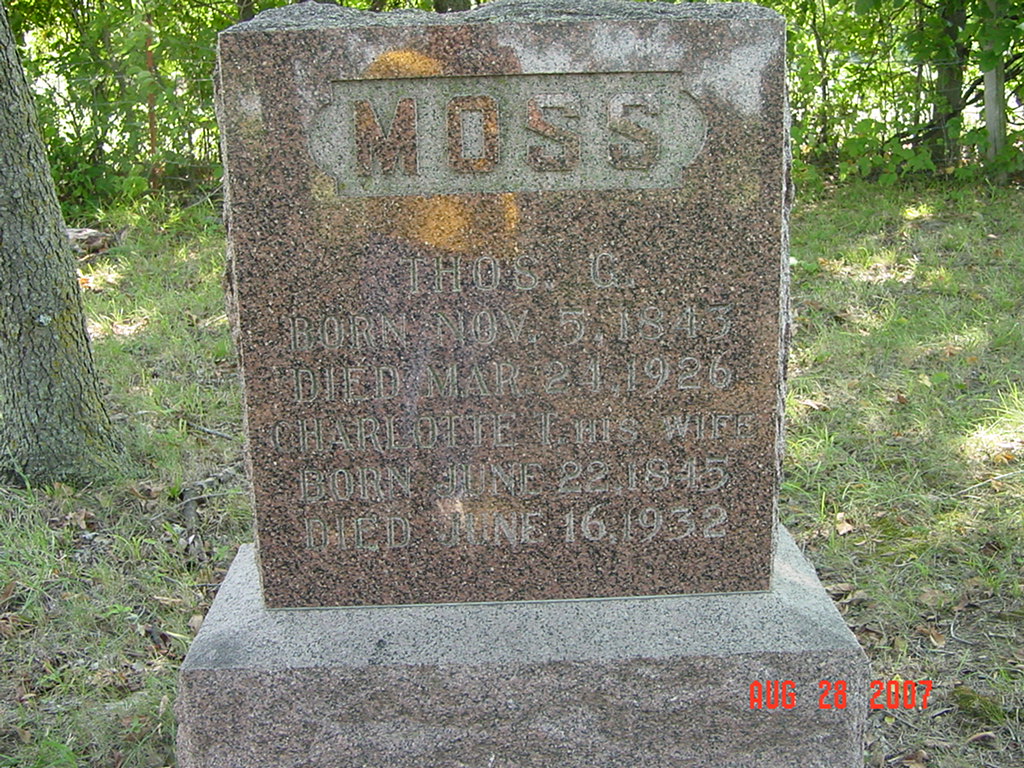 MOSS
THOS. G.
BORN NOV. 5, 1843
DIED MAR. 24, 1926
CHARLOTTE I. HIS WIFE
BORN JUNE 22, 1845
DIED JUNE 16, 1932
AUG 28 2007